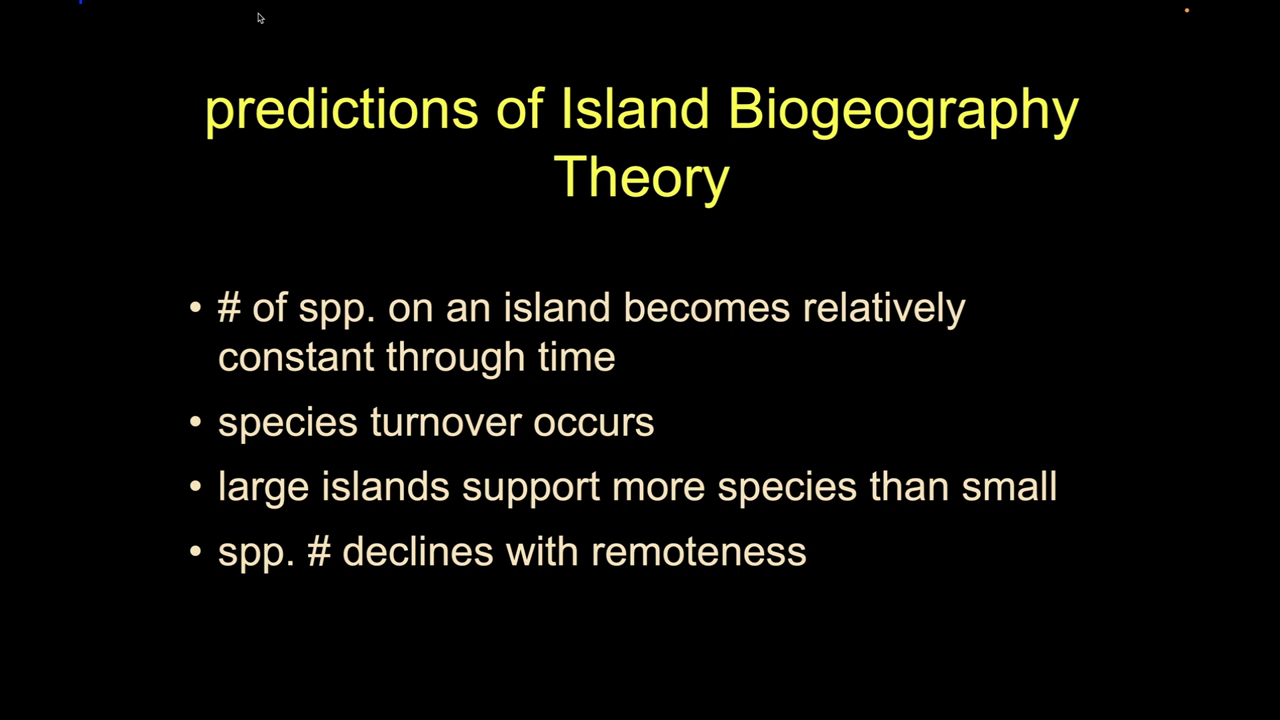 predictions of Island Biogeography
Theory
• # of spp. on an island becomes relatively
constant through time
• species turnover occurs
• large islands support more species than small
• spp. # declines with remoteness